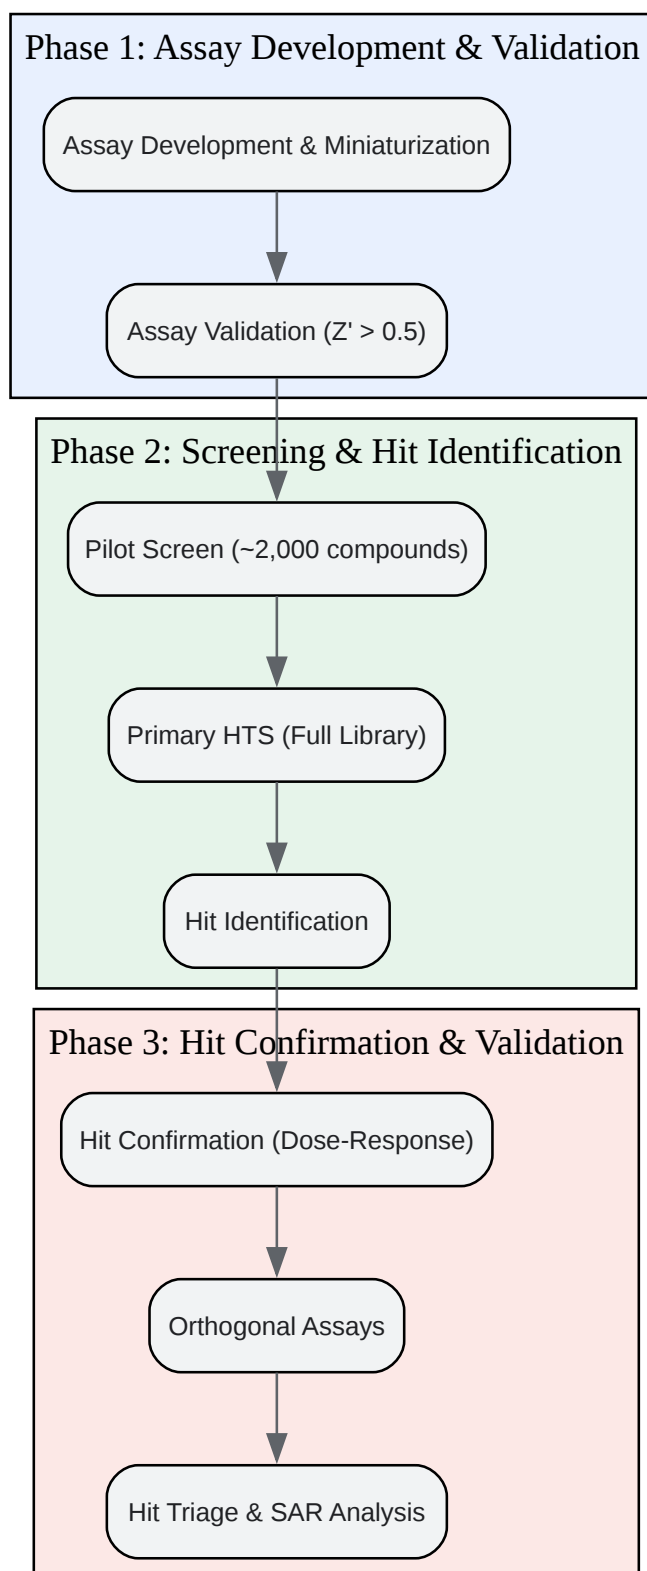 Phase 1: Assay Development & Validation
Assay Development & Miniaturization
Assay Validation (Z' > 0.5)
Phase 2: Screening & Hit Identification
Pilot Screen (~2,000 compounds)
Primary HTS (Full Library)
Hit Identification
Phase 3: Hit Confirmation & Validation
Hit Confirmation (Dose-Response)
Orthogonal Assays
Hit Triage & SAR Analysis